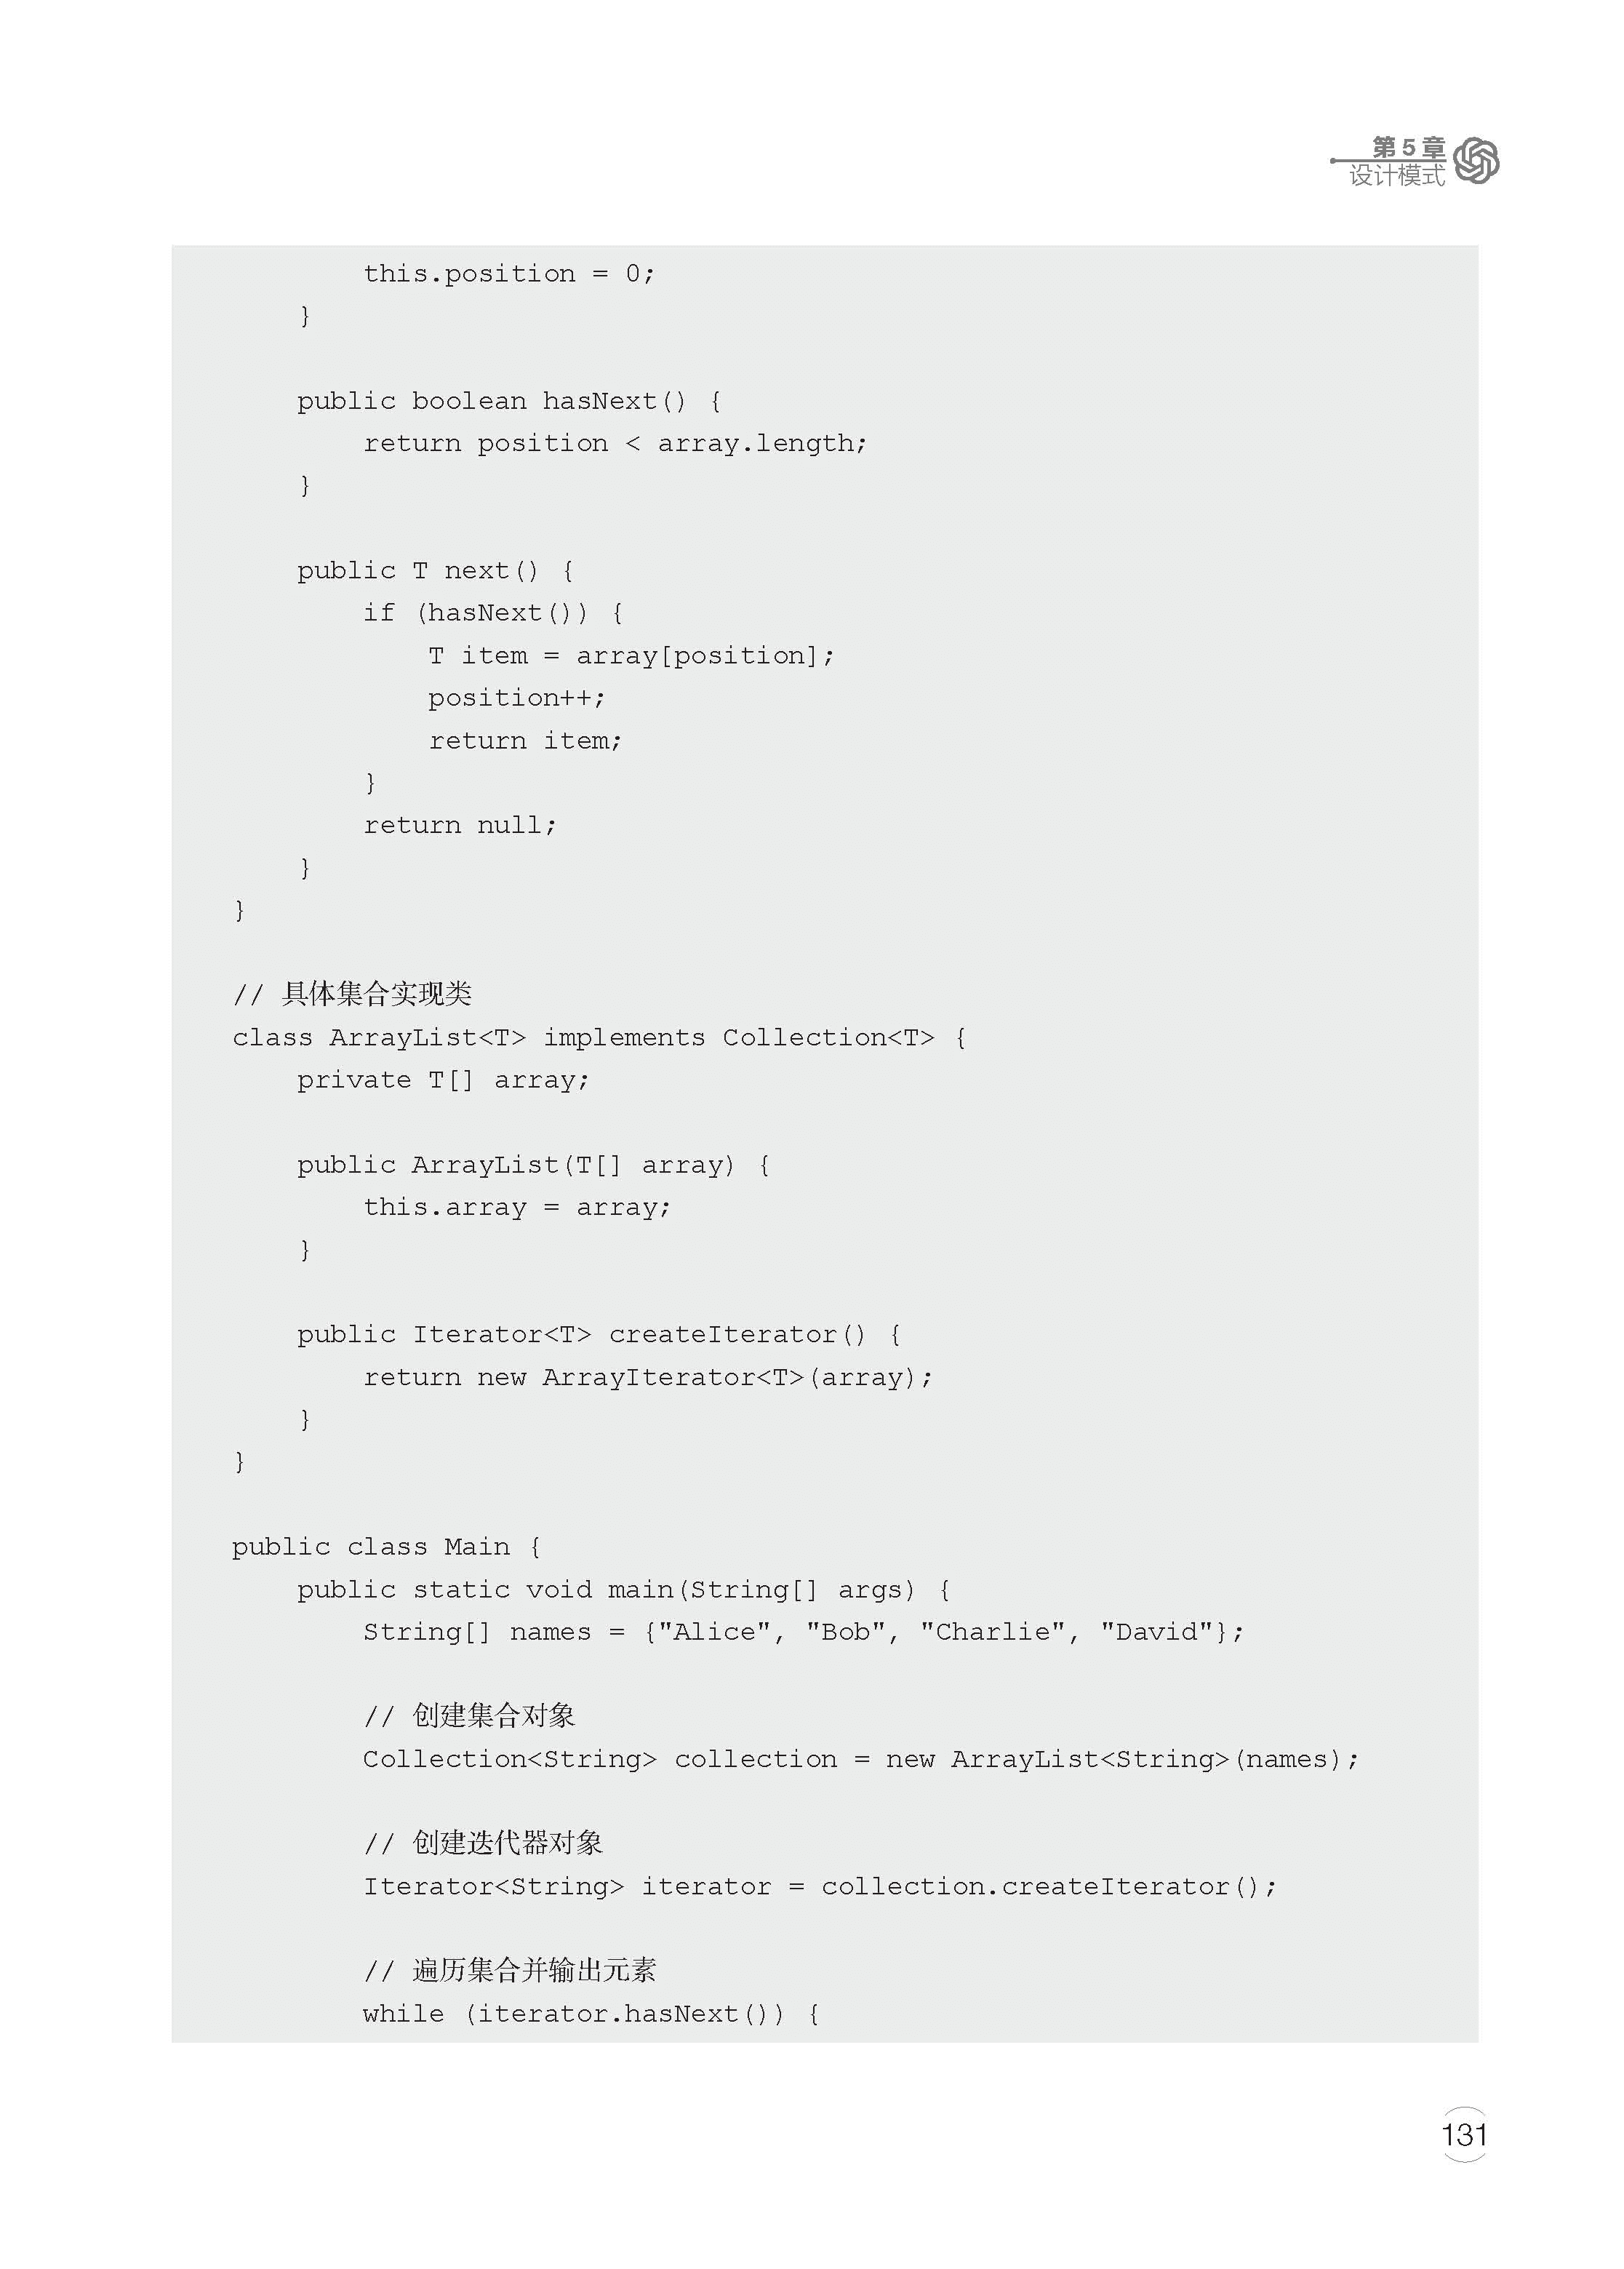 第 5 章
设计模式
        this.position = 0;
    }

    public boolean hasNext() {
        return position < array.length;
    }

    public T next() {
        if (hasNext()) {
            T item = array[position];
            position++;
            return item;
        }
        return null;
    }
}

// 具体集合实现类
class ArrayList<T> implements Collection<T> {
    private T[] array;

    public ArrayList(T[] array) {
        this.array = array;
    }

    public Iterator<T> createIterator() {
        return new ArrayIterator<T>(array);
    }
}

public class Main {
    public static void main(String[] args) {
        String[] names = {"Alice", "Bob", "Charlie", "David"};

        // 创建集合对象
        Collection<String> collection = new ArrayList<String>(names);

        // 创建迭代器对象
        Iterator<String> iterator = collection.createIterator();

        // 遍历集合并输出元素
        while (iterator.hasNext()) {
131